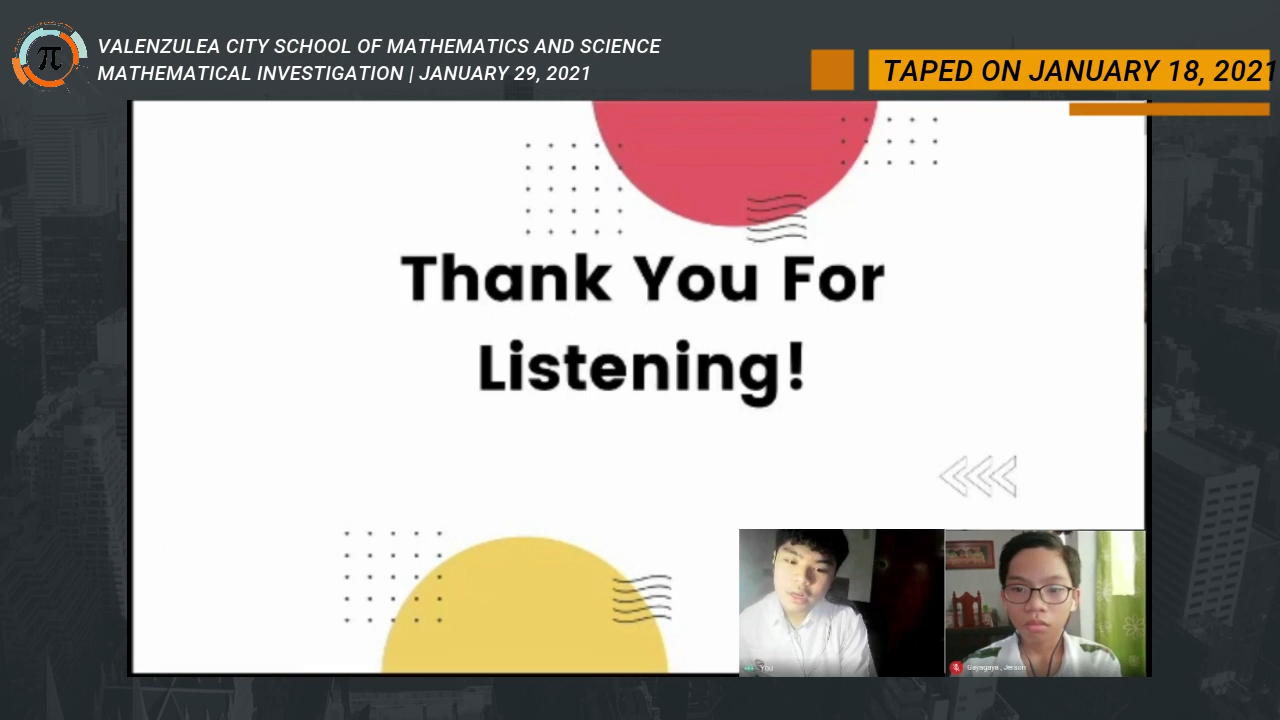 VALENZULEA CITY SCHOOL OF MATHEMATICS AND SCIENCE
MATHEMATICAL INVESTIGATION | JANUARY 29, 2021
π
TAPED ON JANUARY 18, 2021
Thank You For
Listening!
You
Gayagaya , Jerson